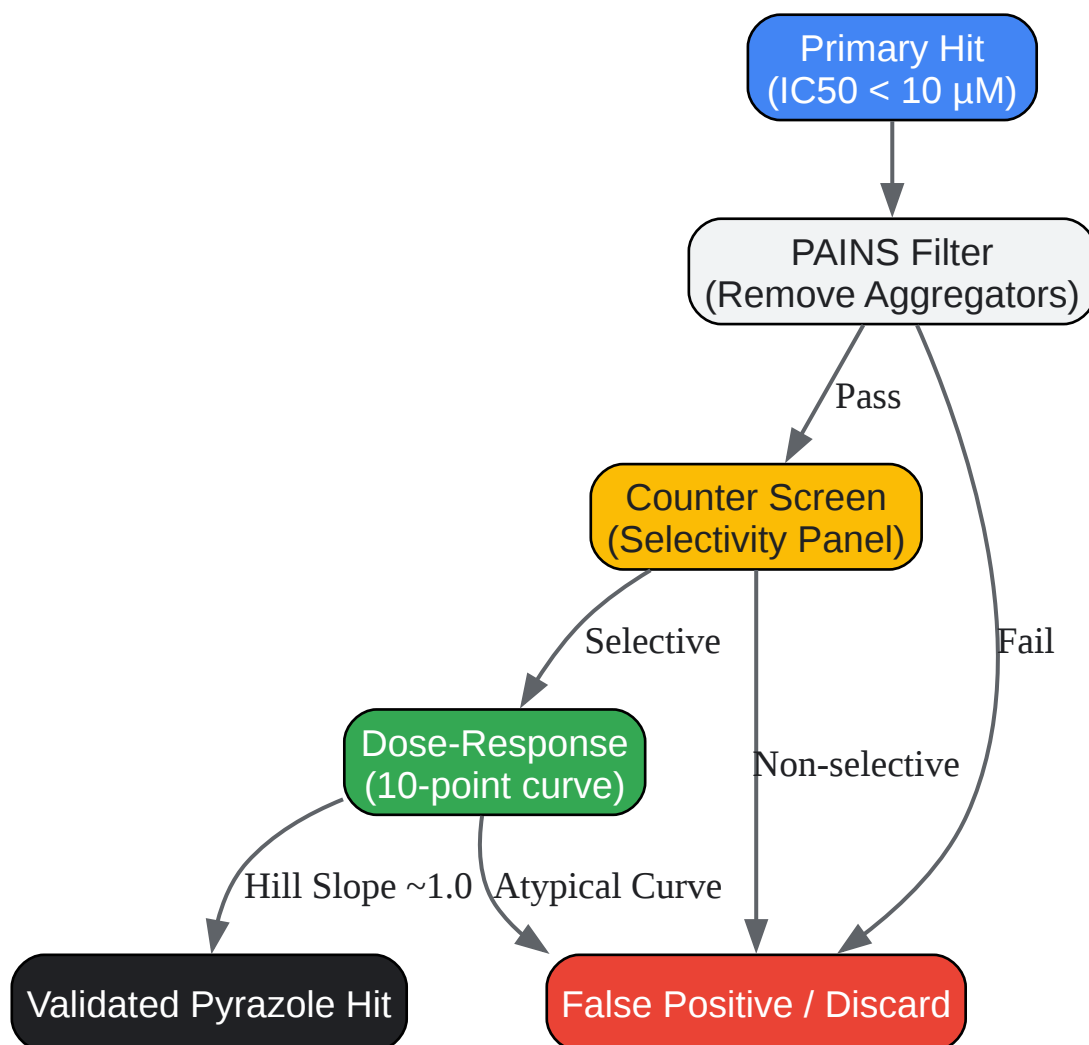 Primary Hit
(IC50 < 10 µM)
PAINS Filter
(Remove Aggregators)
Pass
Counter Screen
(Selectivity Panel)
Selective
Fail
Dose-Response
(10-point curve)
Non-selective
Hill Slope ~1.0
Atypical Curve
Validated Pyrazole Hit
False Positive / Discard